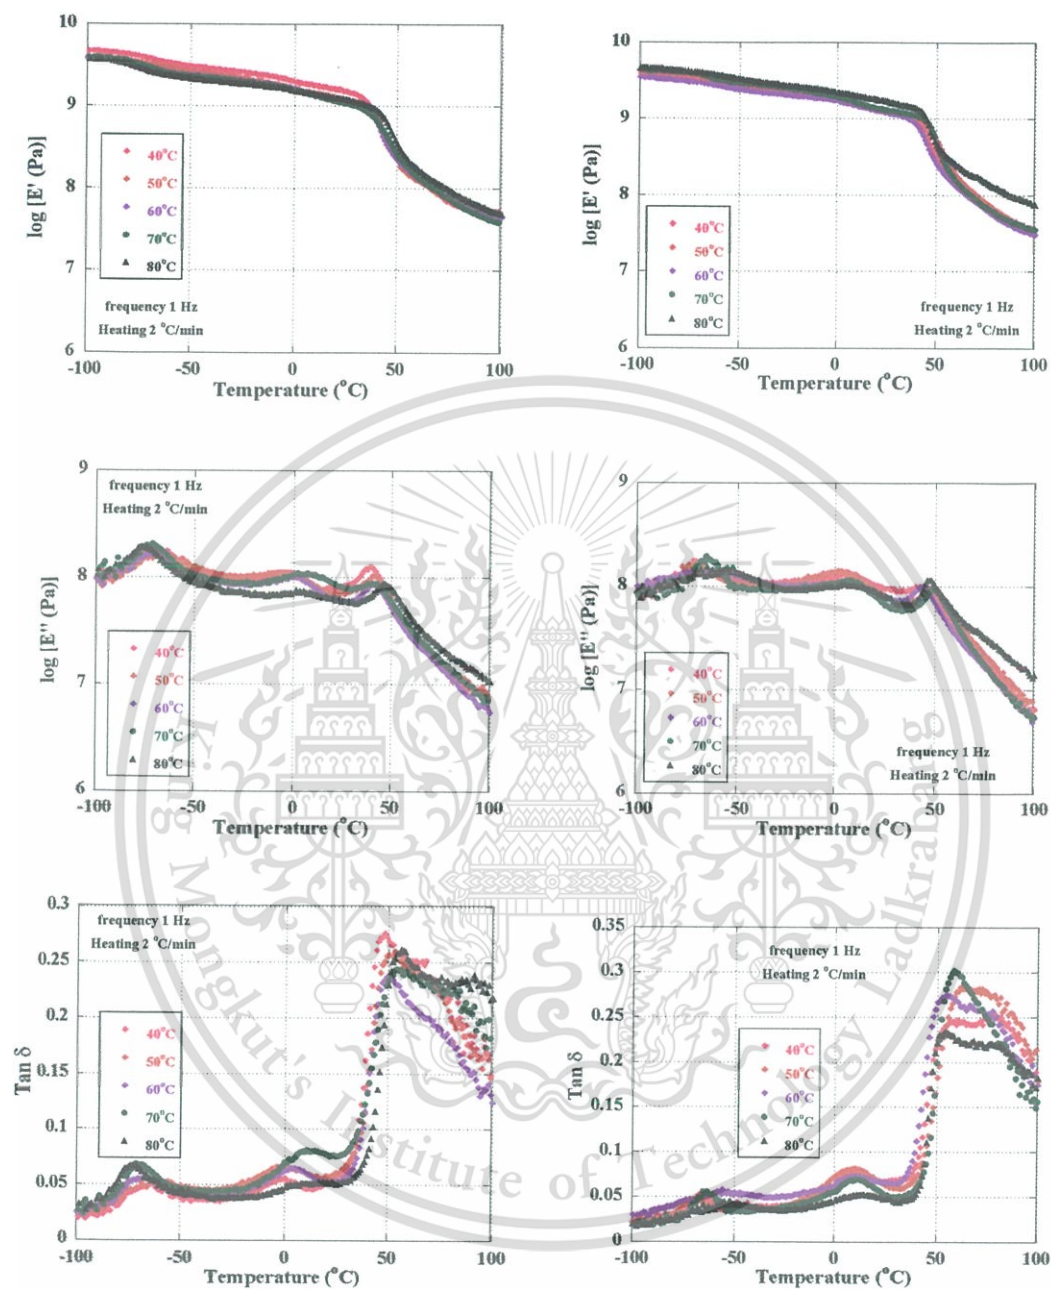 10
9
8
7
6
log [E' (Pa)]
40°C
50°C
60°C
70°C
80°C
frequency 1 Hz
Heating 2 °C/min
-100
-50
0
50
100
Temperature (°C)
10
9
8
7
6
log [E' (Pa)]
40°C
50°C
60°C
70°C
80°C
frequency 1 Hz
Heating 2 °C/min
-100
-50
0
50
100
Temperature (°C)
9
8
7
6
log [E'' (Pa)]
frequency 1 Hz
Heating 2 °C/min
40°C
50°C
60°C
70°C
80°C
-100
-50
0
50
100
Temperature (°C)
9
8
7
6
log [E'' (Pa)]
40°C
50°C
60°C
70°C
80°C
frequency 1 Hz
Heating 2 °C/min
-100
-50
0
50
100
Temperature (°C)
0.3
0.25
0.2
0.15
0.1
0.05
0
Tan δ
frequency 1 Hz
Heating 2 °C/min
40°C
50°C
60°C
70°C
80°C
-100
-50
0
50
100
Temperature (°C)
0.35
0.3
0.25
0.2
0.15
0.1
0.05
0
Tan δ
frequency 1 Hz
Heating 2 °C/min
40°C
50°C
60°C
70°C
80°C
-100
-50
0
50
100
Temperature (°C)
King Mongkut's Institute of Technology Ladkrabang